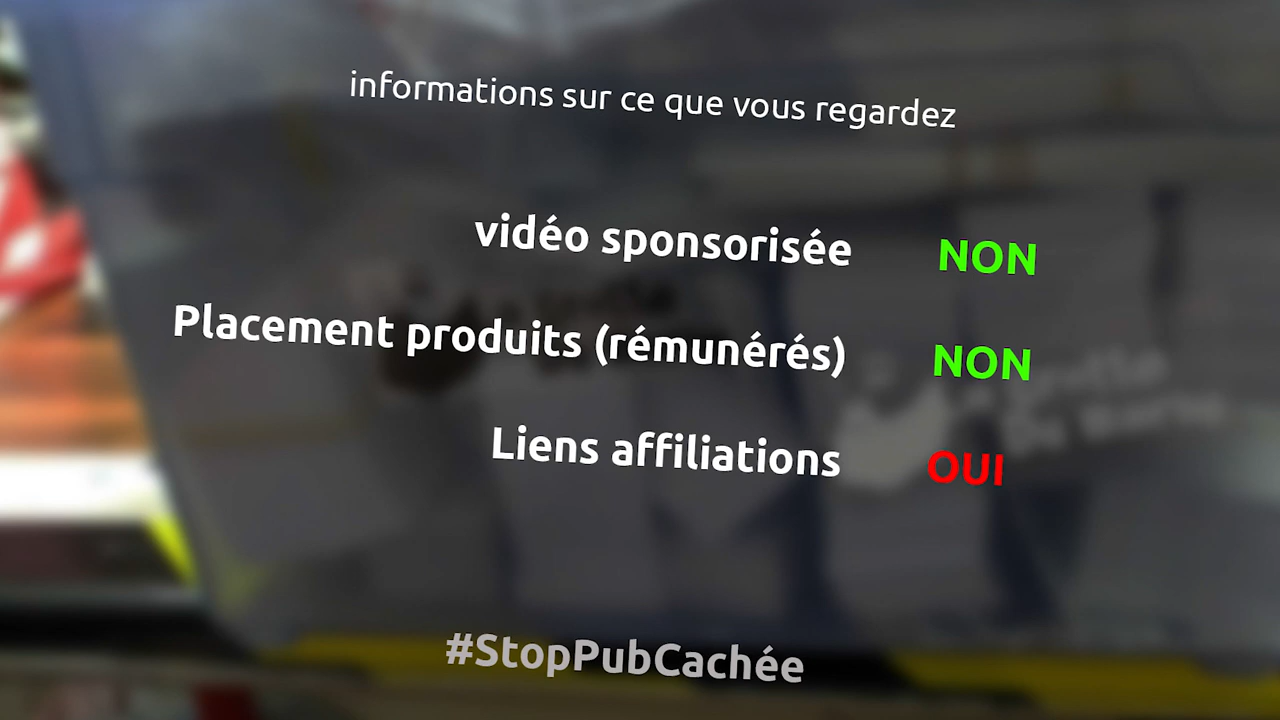 informations sur ce que vous regardez
vidéo sponsorisée NON
Placement produits (rémunérés) NON
Liens affiliations OUI
#StopPubCachée